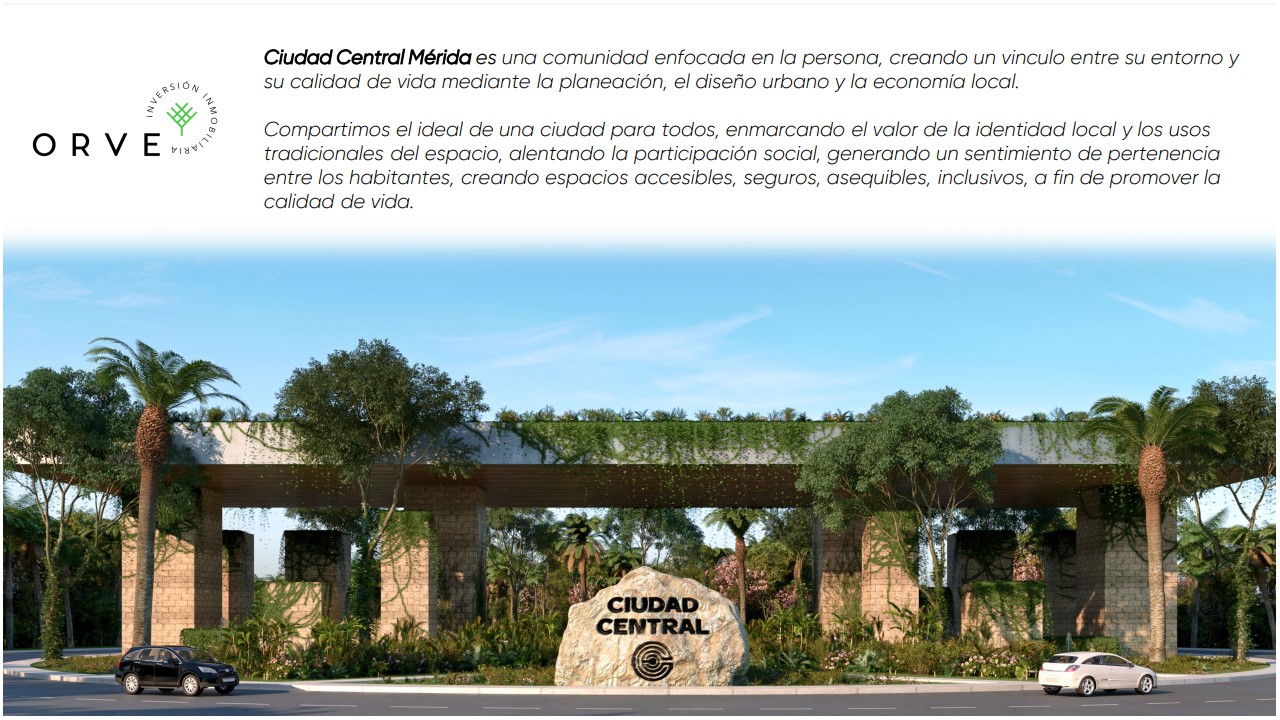 Ciudad Central Mérida es una comunidad enfocada en la persona, creando un vinculo entre su entorno y
su calidad de vida mediante la planeación, el diseño urbano y la economía local.
Compartimos el ideal de una ciudad para todos, enmarcando el valor de la identidad local y los usos
tradicionales del espacio, alentando la participación social, generando un sentimiento de pertenencia
entre los habitantes, creando espacios accesibles, seguros, asequibles, inclusivos, a fin de promover la
calidad de vida.
ORVE
INVERSIÓN INMOBILIARIA
CIUDAD
CENTRAL